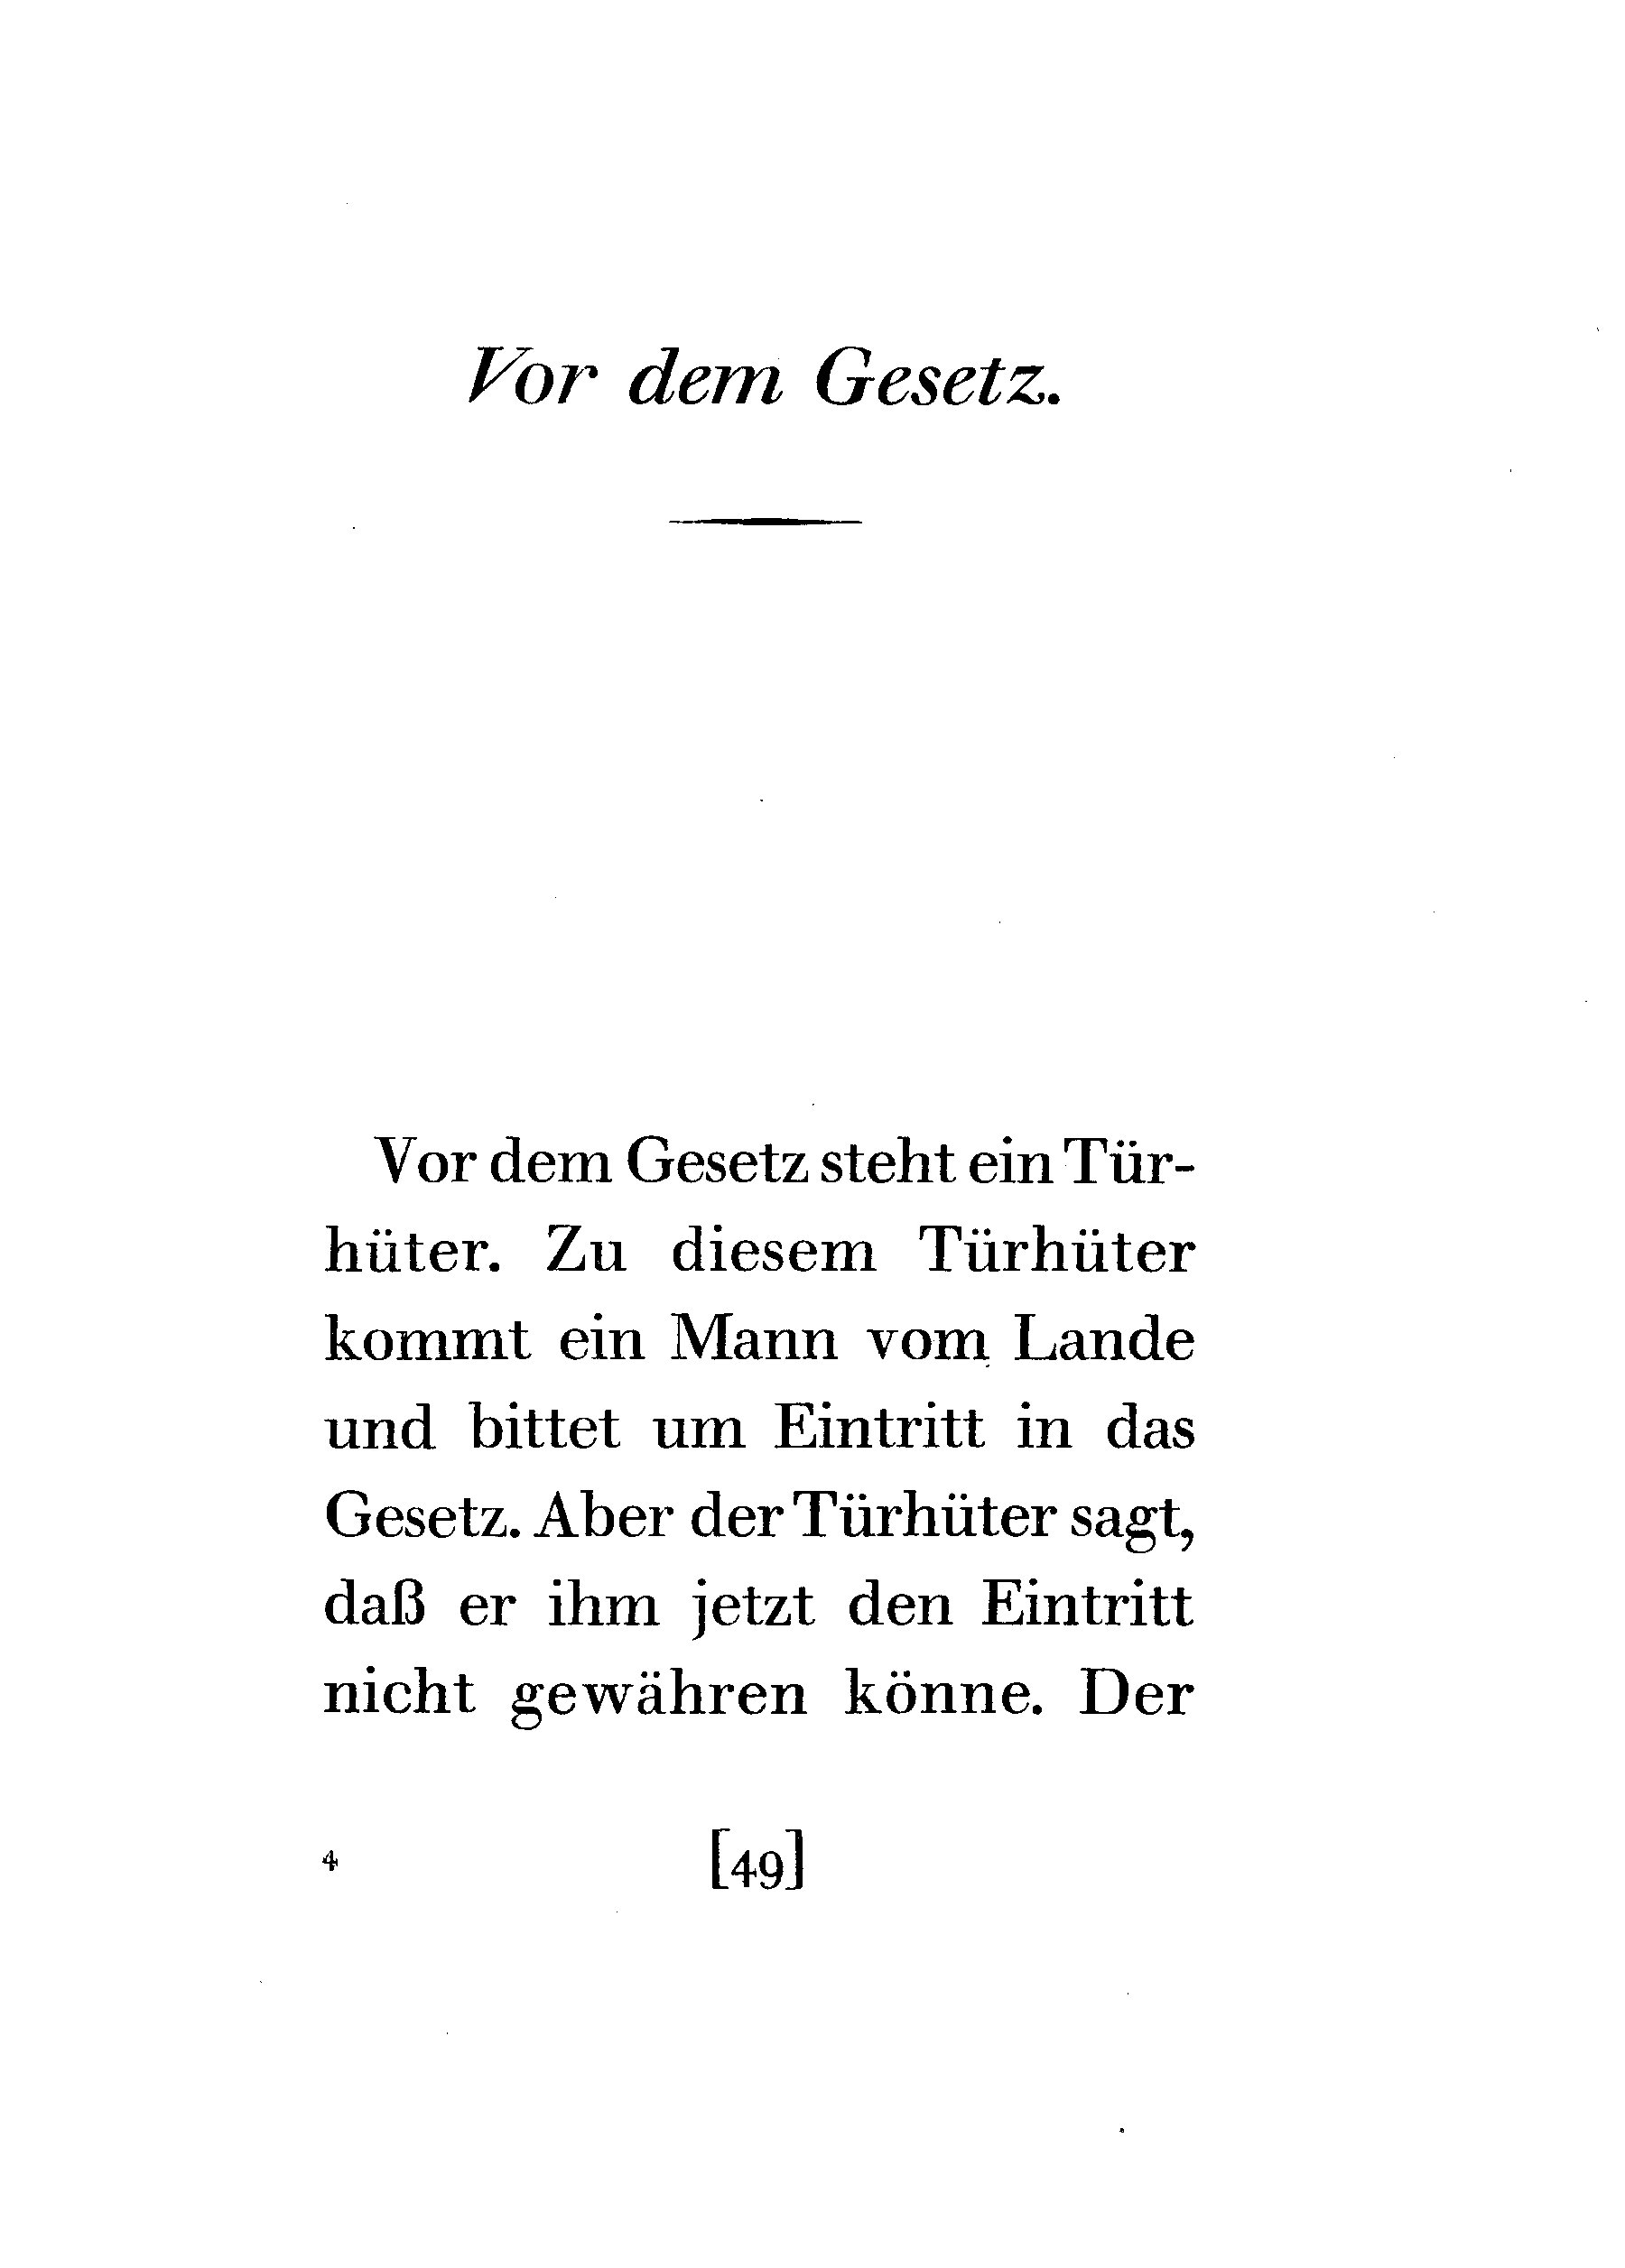 Vor dem Gesetz.
Vor dem Gesetz steht ein Tür-
hüter. Zu diesem Türhüter
kommt ein Mann vom Lande
und bittet um Eintritt in das
Gesetz. Aber der Türhüter sagt,
daß er ihm jetzt den Eintritt
nicht gewähren könne. Der
4 [49]